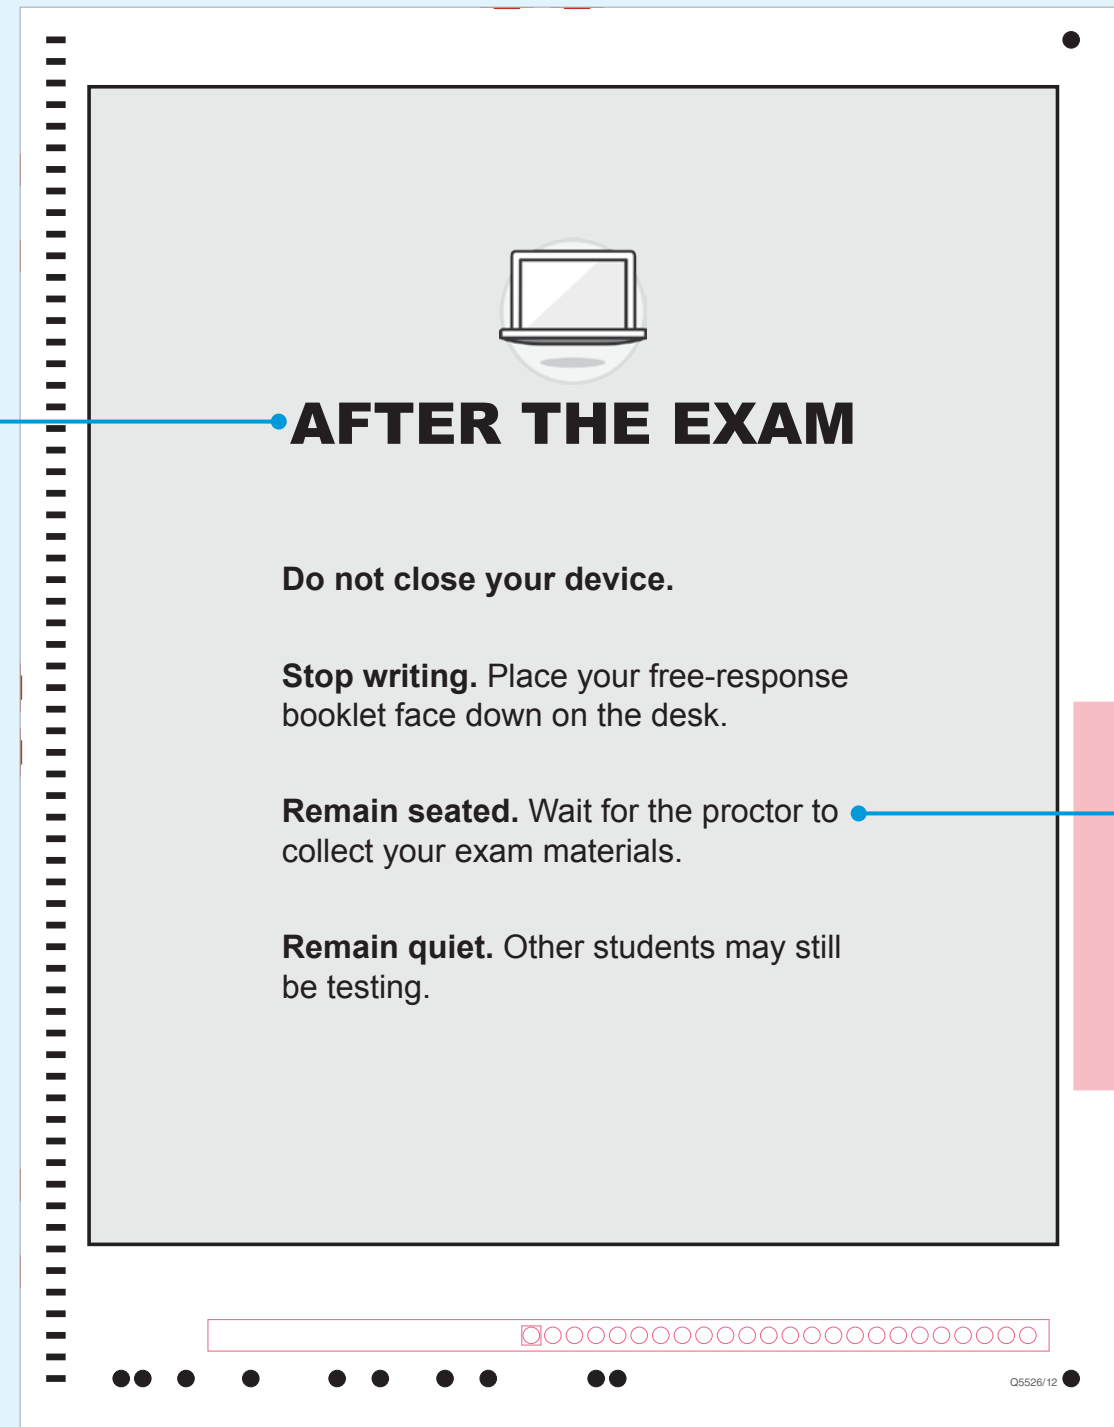 AFTER THE EXAM
Do not close your device.
Stop writing. Place your free-response
booklet face down on the desk.
Remain seated. Wait for the proctor to
collect your exam materials.
Remain quiet. Other students may still
be testing.
Q5526/12